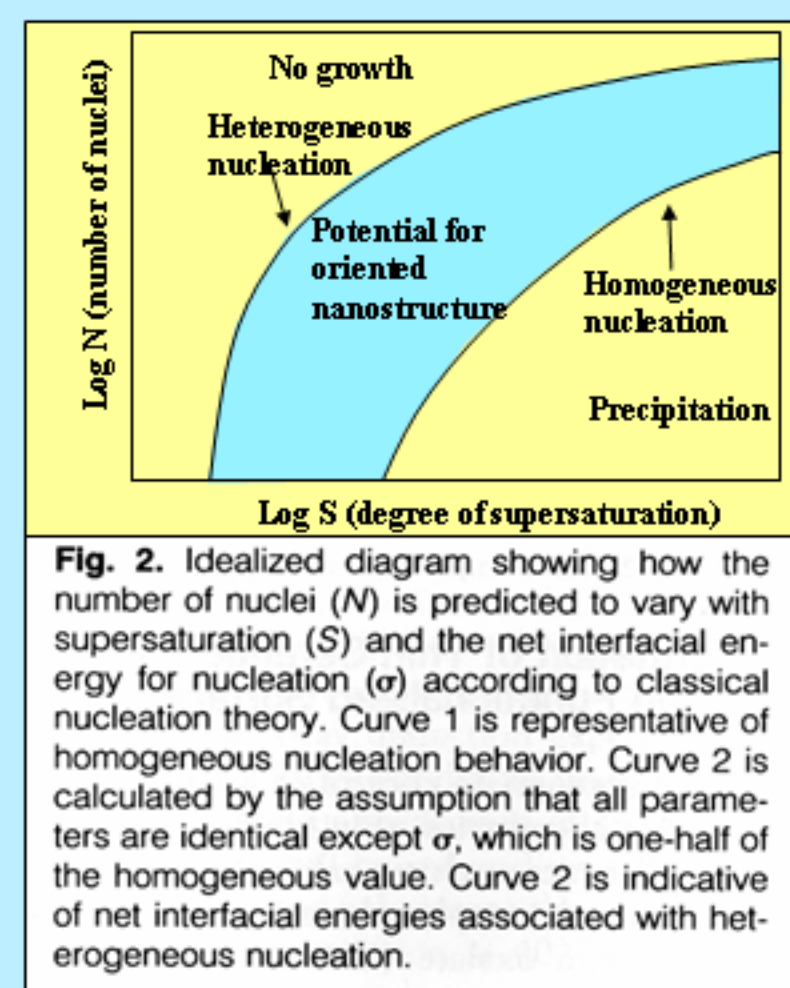 No growth
Heterogeneous
nucleation
Potential for
oriented
nanostructure
Homogeneous
nucleation
Precipitation
Log N (number of nuclei)
Log S (degree of supersaturation)
Fig. 2. Idealized diagram showing how the
number of nuclei (N) is predicted to vary with
supersaturation (S) and the net interfacial en-
ergy for nucleation (σ) according to classical
nucleation theory. Curve 1 is representative of
homogeneous nucleation behavior. Curve 2 is
calculated by the assumption that all parame-
ters are identical except σ, which is one-half of
the homogeneous value. Curve 2 is indicative
of net interfacial energies associated with het-
erogeneous nucleation.